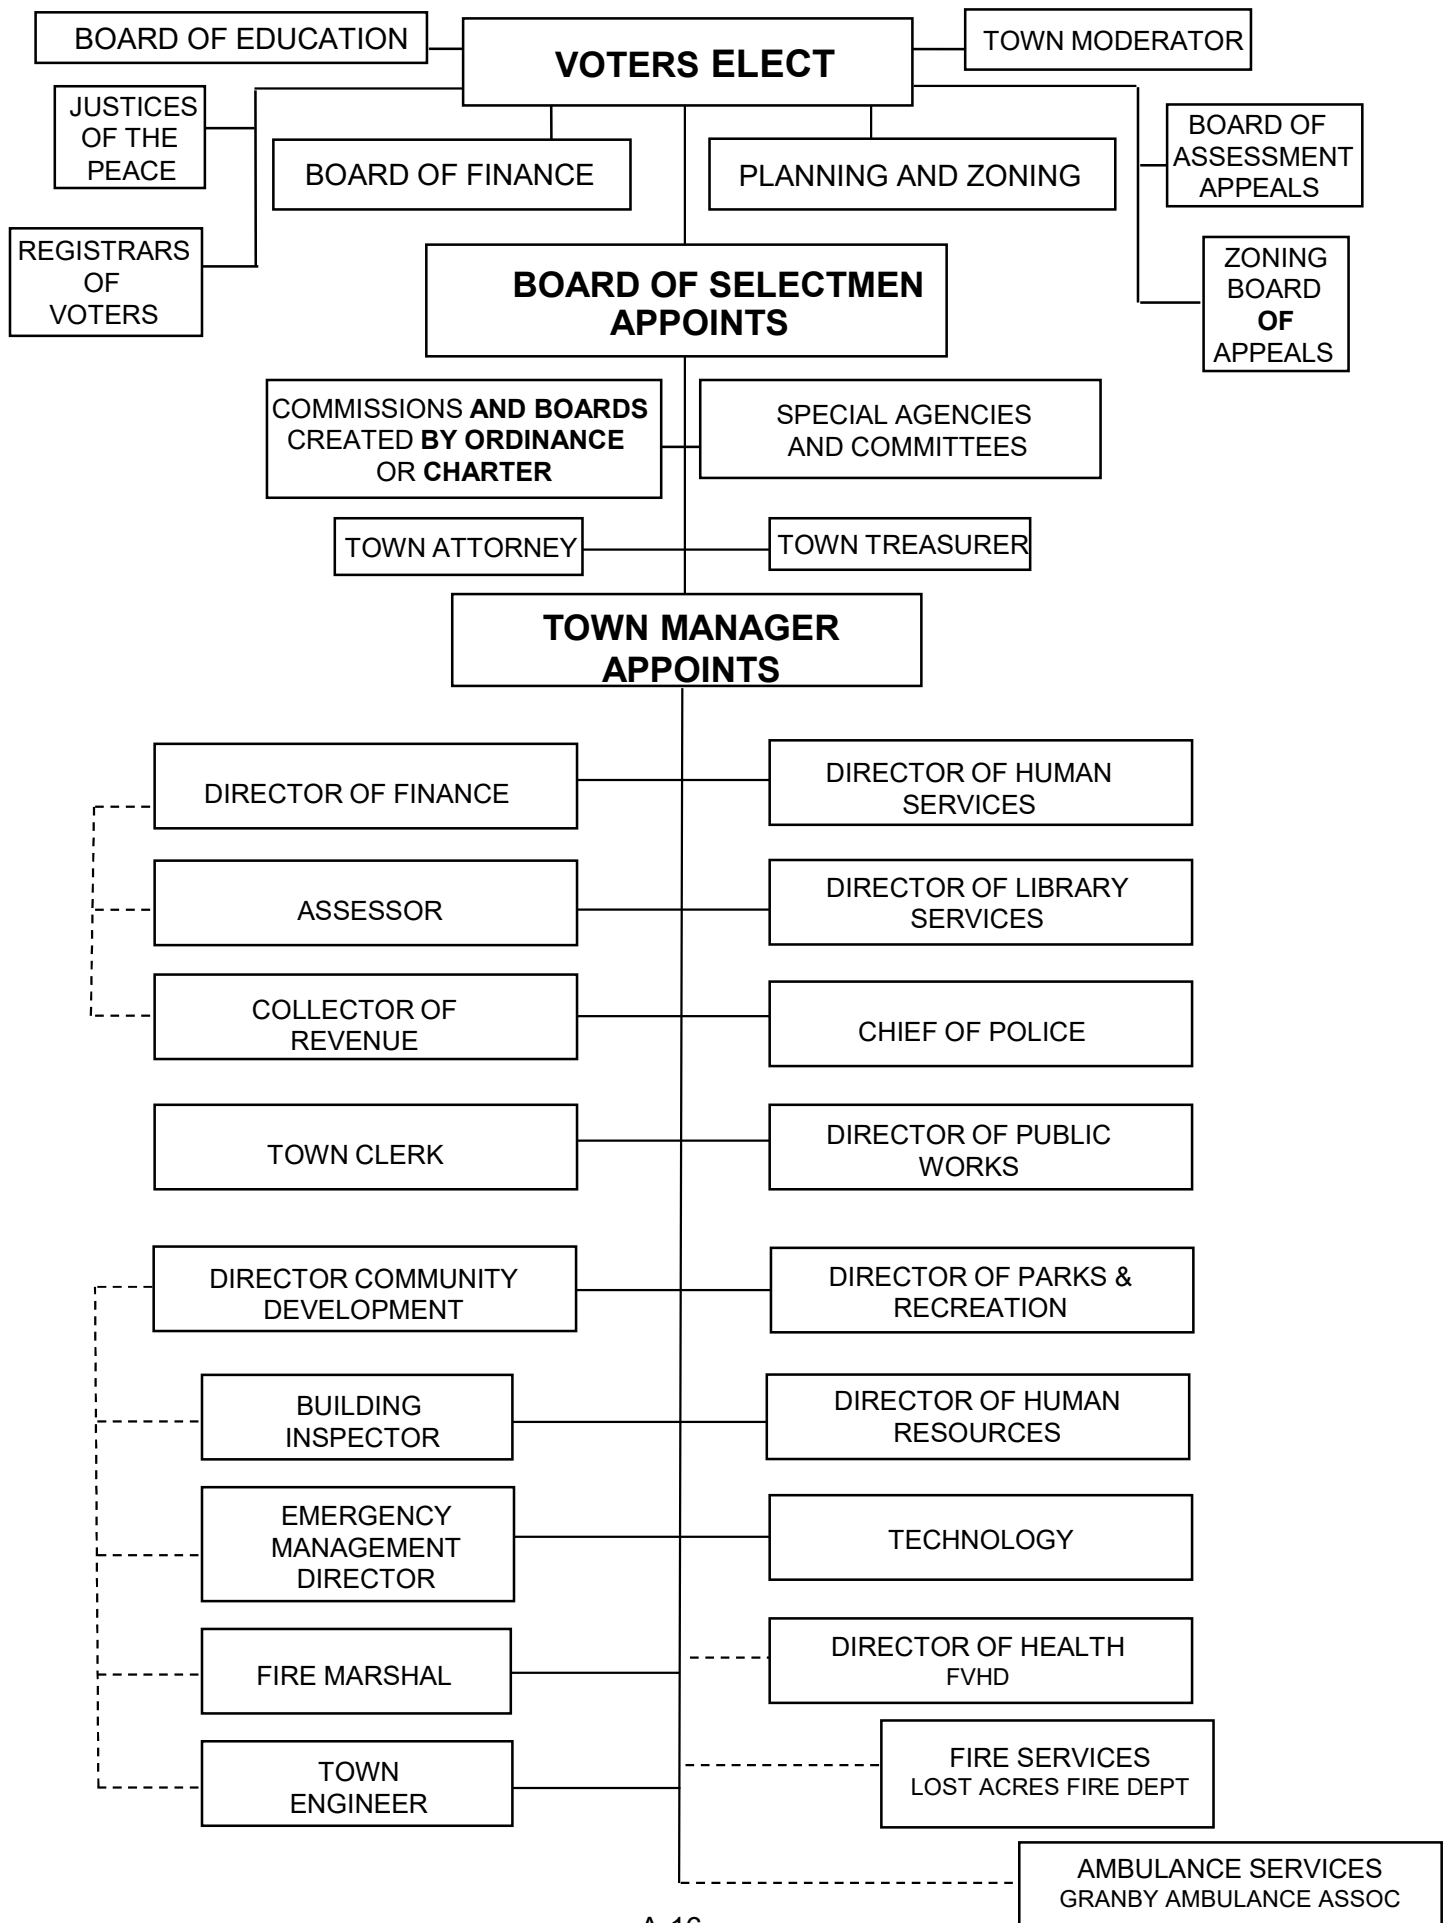 BOARD OF EDUCATION
VOTERS ELECT
TOWN MODERATOR
JUSTICES
OF THE
PEACE
BOARD OF FINANCE
PLANNING AND ZONING
BOARD OF
ASSESSMENT
APPEALS
REGISTRARS
OF
VOTERS
BOARD OF SELECTMEN
APPOINTS
ZONING
BOARD
OF
APPEALS
COMMISSIONS AND BOARDS
CREATED BY ORDINANCE
OR CHARTER
SPECIAL AGENCIES
AND COMMITTEES
TOWN ATTORNEY
TOWN TREASURER
TOWN MANAGER
APPOINTS
DIRECTOR OF FINANCE
DIRECTOR OF HUMAN
SERVICES
ASSESSOR
DIRECTOR OF LIBRARY
SERVICES
COLLECTOR OF
REVENUE
CHIEF OF POLICE
TOWN CLERK
DIRECTOR OF PUBLIC
WORKS
DIRECTOR COMMUNITY
DEVELOPMENT
DIRECTOR OF PARKS &
RECREATION
BUILDING
INSPECTOR
DIRECTOR OF HUMAN
RESOURCES
EMERGENCY
MANAGEMENT
DIRECTOR
TECHNOLOGY
FIRE MARSHAL
DIRECTOR OF HEALTH
FVHD
TOWN
ENGINEER
FIRE SERVICES
LOST ACRES FIRE DEPT
AMBULANCE SERVICES
GRANBY AMBULANCE ASSOC